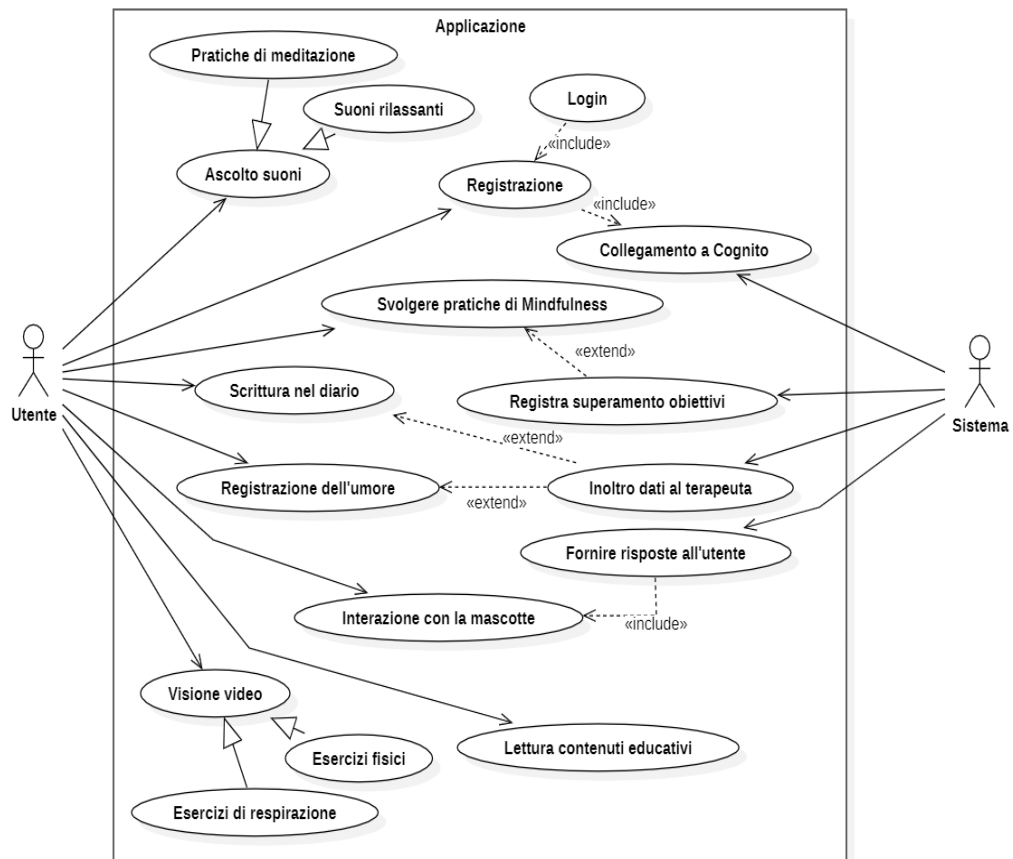 Applicazione
Pratiche di meditazione
Login
Suoni rilassanti
«include»
Ascolto suoni
Registrazione
«include»
Collegamento a Cognito
Svolgere pratiche di Mindfulness
«extend»
Scrittura nel diario
Registra superamento obiettivi
Utente
Sistema
«extend»
Registrazione dell'umore
Inoltro dati al terapeuta
«extend»
Fornire risposte all'utente
Interazione con la mascotte
«include»
Visione video
Lettura contenuti educativi
Esercizi fisici
Esercizi di respirazione